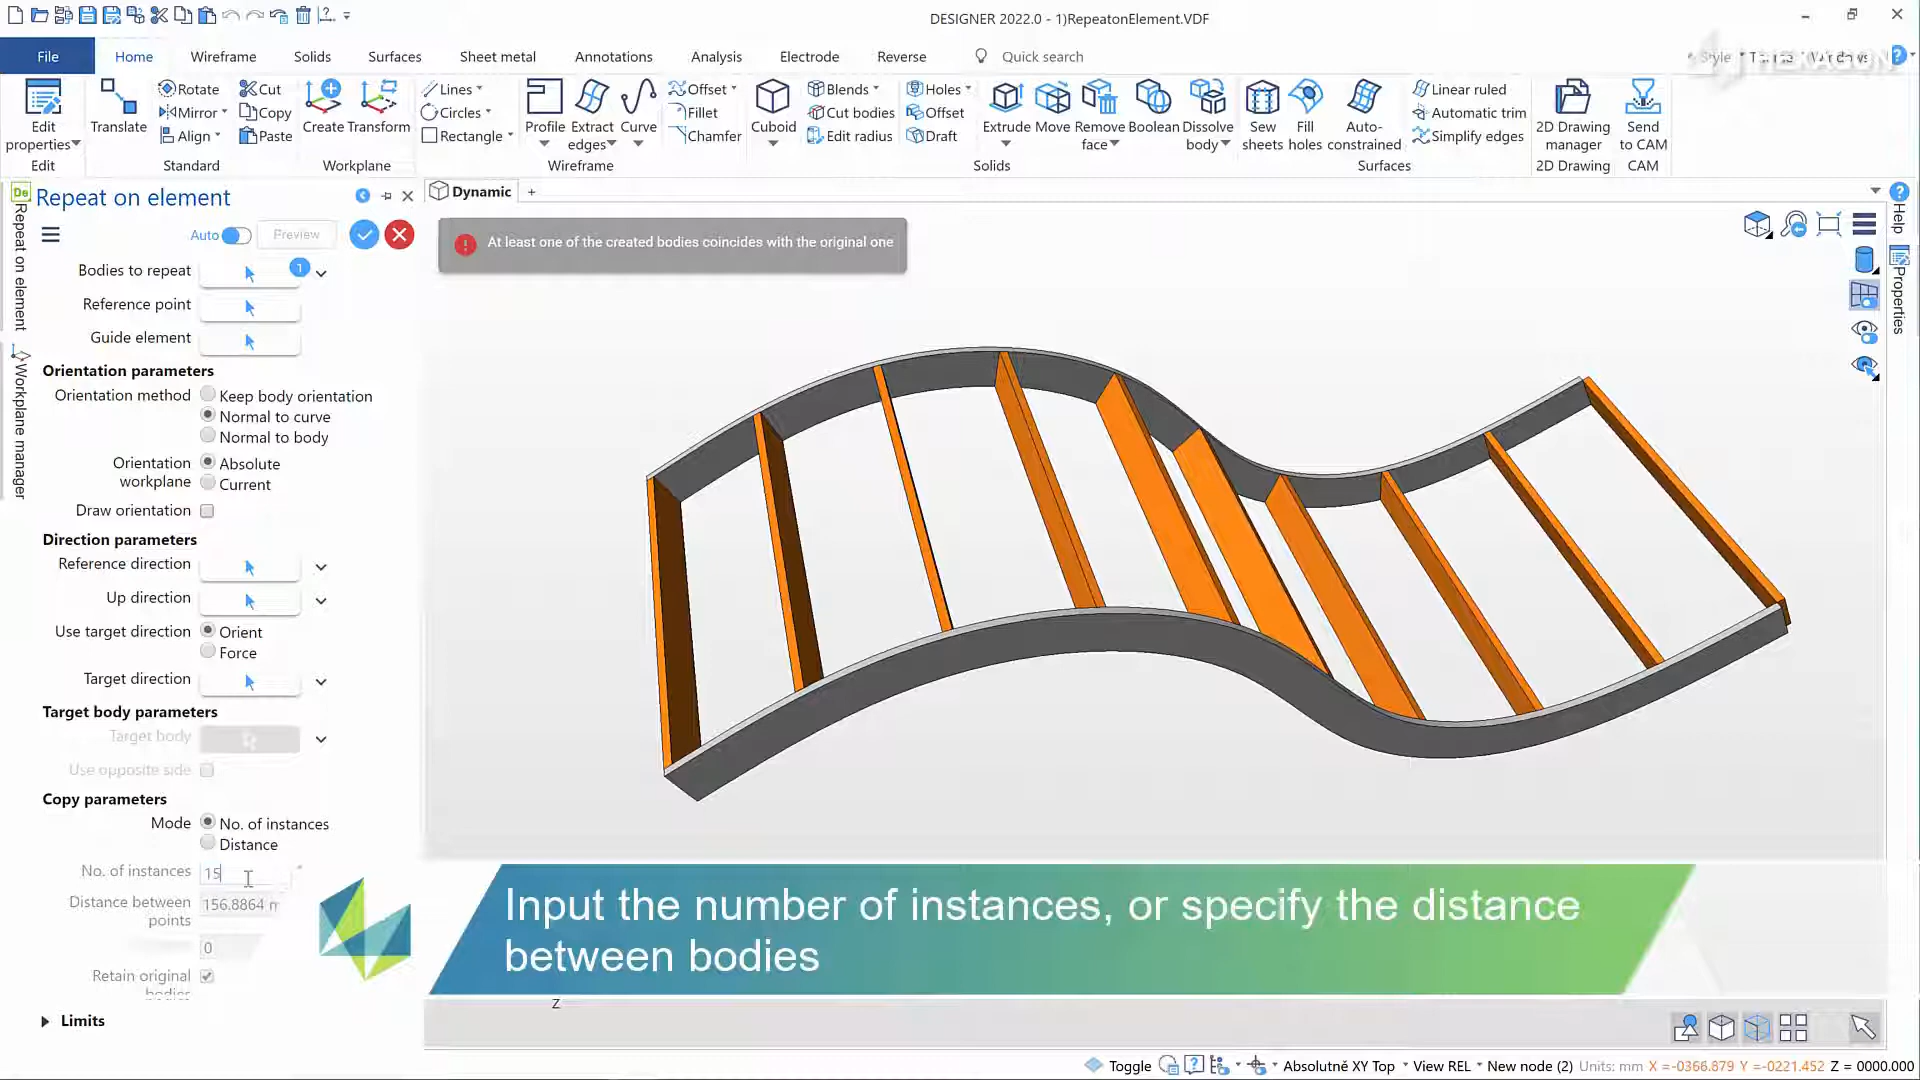 DESIGNER 2022.0 - 1)RepeatonElement.VDF
File Home Wireframe Solids Surfaces Sheet metal Annotations Analysis Electrode Reverse Quick search Style Windows
HEXAGON
Edit properties
Edit
Translate
Rotate
Mirror
Align
Cut
Copy
Paste
Standard
Create
Transform
Workplane
Lines
Circles
Rectangle
Profile
Extract edges
Curve
Offset
Fillet
Chamfer
Wireframe
Cuboid
Blends
Cut bodies
Edit radius
Holes
Offset
Draft
Extrude
Move
Remove face
Boolean
Dissolve body
Solids
Sew sheets
Fill holes
Auto-constrained
Linear ruled
Automatic trim
Simplify edges
Surfaces
2D Drawing manager
2D Drawing
Send to CAM
CAM
De
Repeat on element
Workplane manager
Repeat on element
Auto
Preview
Bodies to repeat 1
Reference point
Guide element
Orientation parameters
Orientation method
Keep body orientation
Normal to curve
Normal to body
Orientation workplane
Absolute
Current
Draw orientation
Direction parameters
Reference direction
Up direction
Use target direction
Orient
Force
Target direction
Target body parameters
Target body
Use opposite side
Copy parameters
Mode
No. of instances
Distance
No. of instances 15
Distance between points 156.8864 m
0
Retain original bodies
Limits
Dynamic +
At least one of the created bodies coincides with the original one
Help
Properties
Input the number of instances, or specify the distance
between bodies
Z
Toggle Absolutně XY Top View REL New node (2) Units: mm X =-0366.879 Y =-0221.452 Z = 0000.000